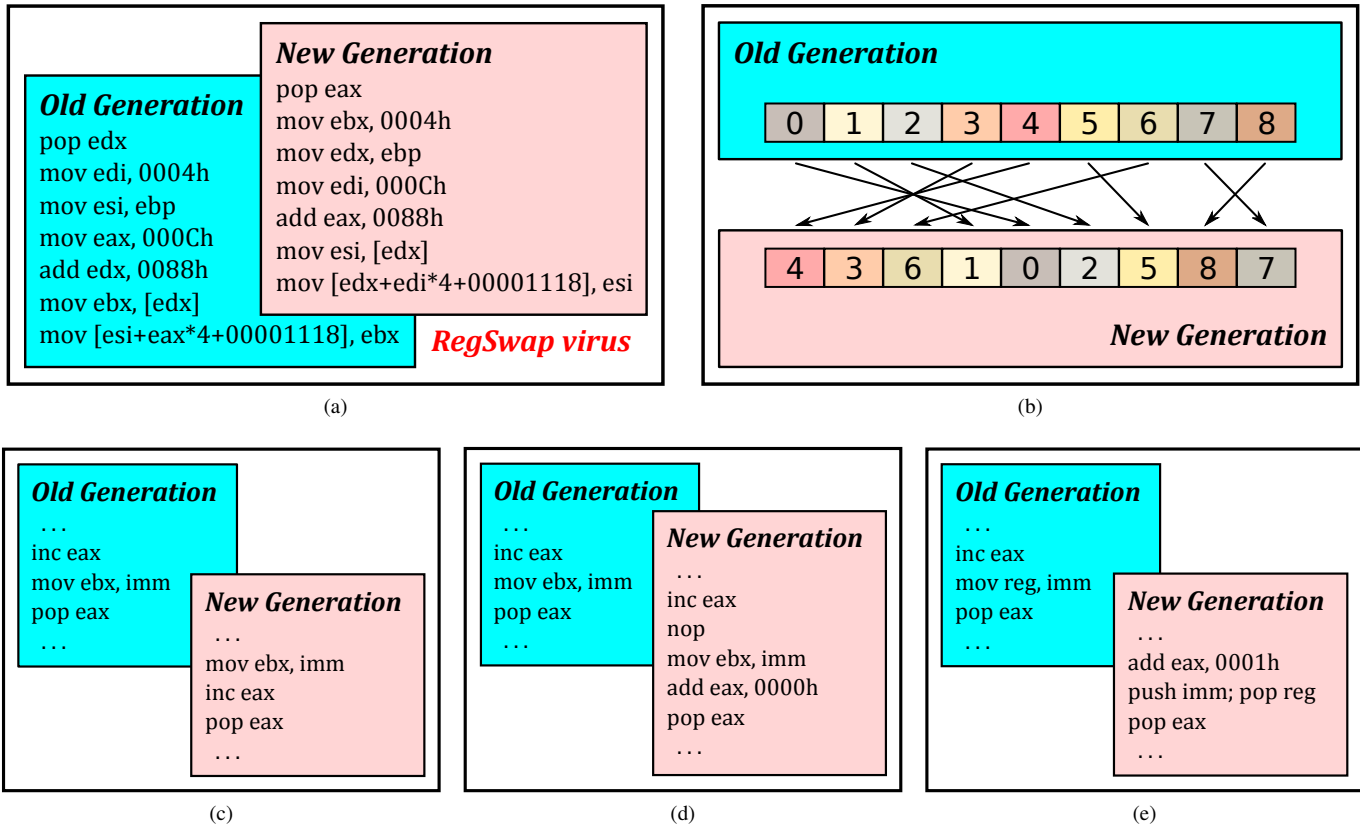 Old Generation
pop edx
mov edi, 0004h
mov esi, ebp
mov eax, 000Ch
add edx, 0088h
mov ebx, [edx]
mov [esi+eax*4+00001118], ebx
New Generation
pop eax
mov ebx, 0004h
mov edx, ebp
mov edi, 000Ch
add eax, 0088h
mov esi, [edx]
mov [edx+edi*4+00001118], esi
RegSwap virus
(a)
Old Generation
0 1 2 3 4 5 6 7 8
4 3 6 1 0 2 5 8 7
New Generation
(b)
Old Generation
...
inc eax
mov ebx, imm
pop eax
...
New Generation
...
mov ebx, imm
inc eax
pop eax
...
(c)
Old Generation
...
inc eax
mov ebx, imm
pop eax
...
New Generation
...
inc eax
nop
mov ebx, imm
add eax, 0000h
pop eax
...
(d)
Old Generation
...
inc eax
mov reg, imm
pop eax
...
New Generation
...
add eax, 0001h
push imm; pop reg
pop eax
...
(e)